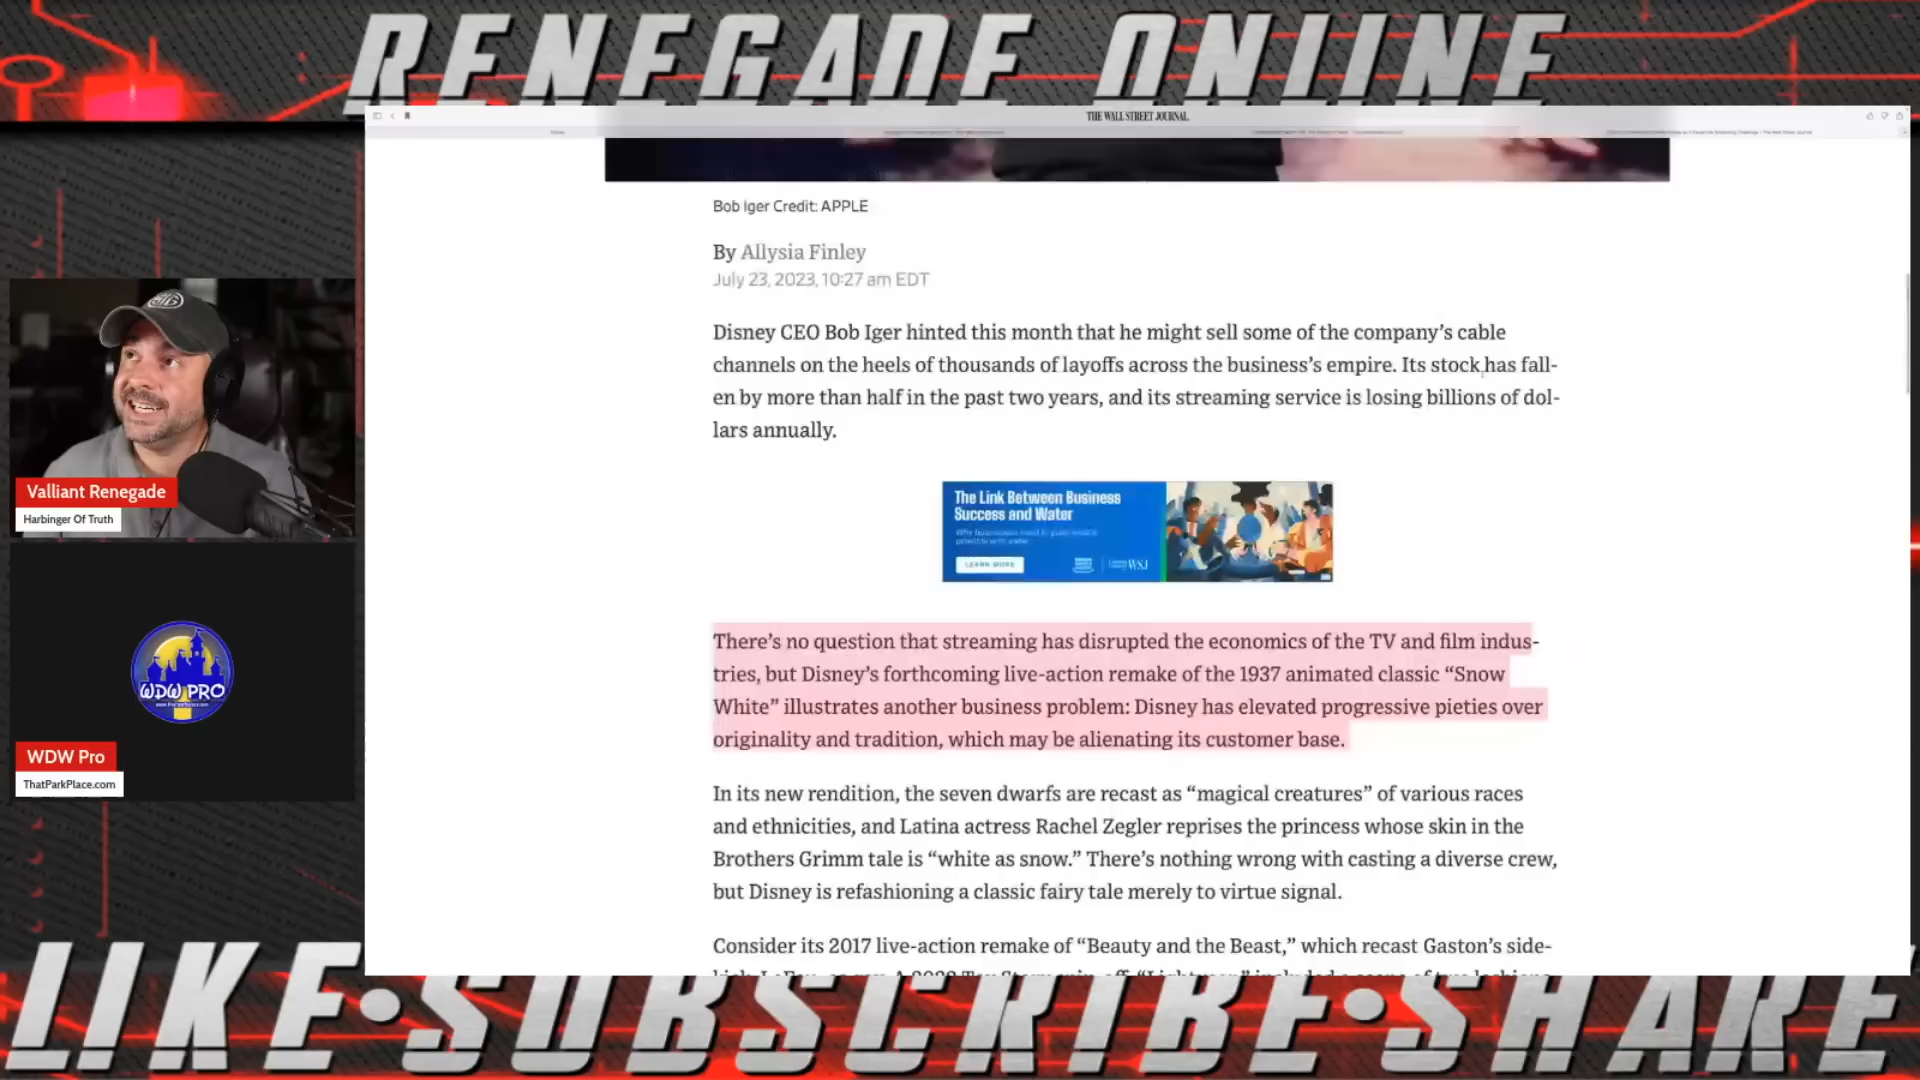 RENEGADE ONLINE
THE WALL STREET JOURNAL.
Bob Iger Credit: APPLE
By Allysia Finley
July 23, 2023, 10:27 am EDT
Disney CEO Bob Iger hinted this month that he might sell some of the company’s cable
channels on the heels of thousands of layoffs across the business’s empire. Its stock has fall-
en by more than half in the past two years, and its streaming service is losing billions of dol-
lars annually.
The Link Between Business
Success and Water
LEARN MORE
WSJ
There’s no question that streaming has disrupted the economics of the TV and film indus-
tries, but Disney’s forthcoming live-action remake of the 1937 animated classic “Snow
White” illustrates another business problem: Disney has elevated progressive pieties over
originality and tradition, which may be alienating its customer base.
In its new rendition, the seven dwarfs are recast as “magical creatures” of various races
and ethnicities, and Latina actress Rachel Zegler reprises the princess whose skin in the
Brothers Grimm tale is “white as snow.” There’s nothing wrong with casting a diverse crew,
but Disney is refashioning a classic fairy tale merely to virtue signal.
Consider its 2017 live-action remake of “Beauty and the Beast,” which recast Gaston’s side-
Valliant Renegade
Harbinger Of Truth
WDW PRO
WDW Pro
ThatParkPlace.com
LIKE•SUBSCRIBE•SHARE